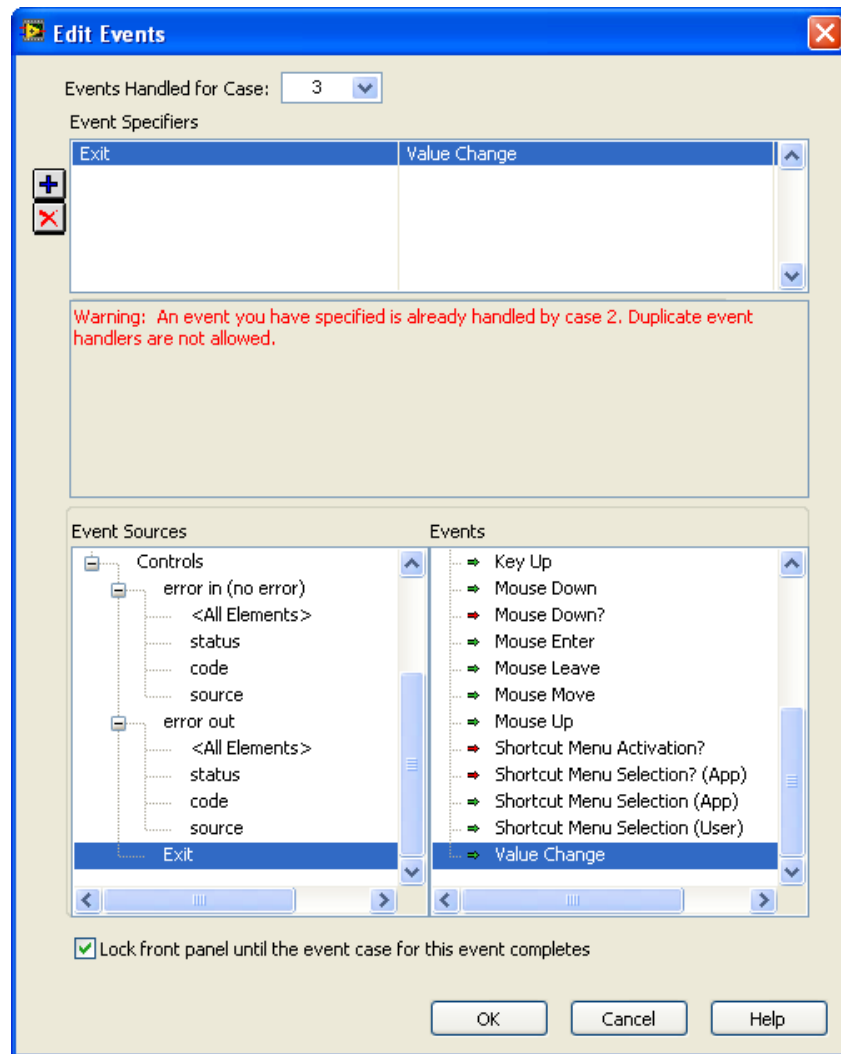 Edit Events
Events Handled for Case: 3
Event Specifiers
Exit Value Change
Warning: An event you have specified is already handled by case 2. Duplicate event
handlers are not allowed.
Event Sources Events
Controls Key Up
error in (no error) Mouse Down
<All Elements> Mouse Down?
status Mouse Enter
code Mouse Leave
source Mouse Move
error out Mouse Up
<All Elements> Shortcut Menu Activation?
status Shortcut Menu Selection? (App)
code Shortcut Menu Selection (App)
source Shortcut Menu Selection (User)
Exit Value Change
Lock front panel until the event case for this event completes
OK Cancel Help